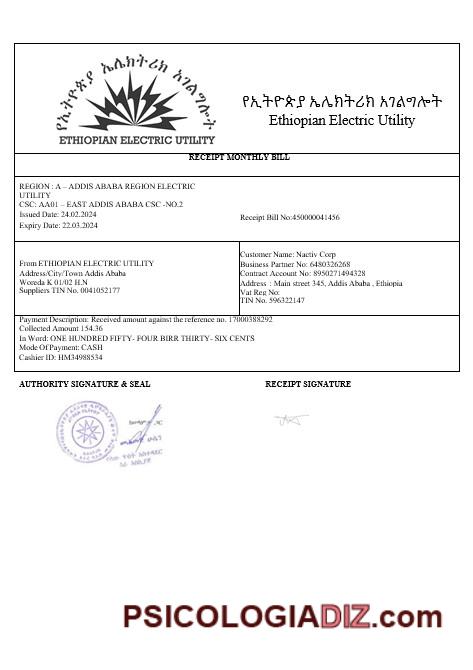 የኢትዮጵያ ኤሌክትሪክ አገልግሎት
ETHIOPIAN ELECTRIC UTILITY
የኢትዮጵያ ኤሌክትሪክ አገልግሎት
Ethiopian Electric Utility
RECEIPT MONTHLY BILL
REGION : A – ADDIS ABABA REGION ELECTRIC
UTILITY
CSC: AA01 – EAST ADDIS ABABA CSC -NO.2
Issued Date: 24.02.2024
Expiry Date: 22.03.2024
Receipt Bill No:450000041456
From ETHIOPIAN ELECTRIC UTILITY
Address/City/Town Addis Ababa
Woreda K 01/02 H.N
Suppliers TIN No. 0041052177
Customer Name: Nactiv Corp
Business Partner No: 6480326268
Contract Account No: 8950271494328
Address : Main street 345, Addis Ababa , Ethiopia
Vat Reg No:
TIN No. 596322147
Payment Description: Received amount against the reference no. 17000388292
Collected Amount 154.36
In Word: ONE HUNDRED FIFTY- FOUR BIRR THIRTY- SIX CENTS
Mode Of Payment: CASH
Cashier ID: HM34988534
AUTHORITY SIGNATURE & SEAL
RECEIPT SIGNATURE
PSICOLOGIADIZ.com